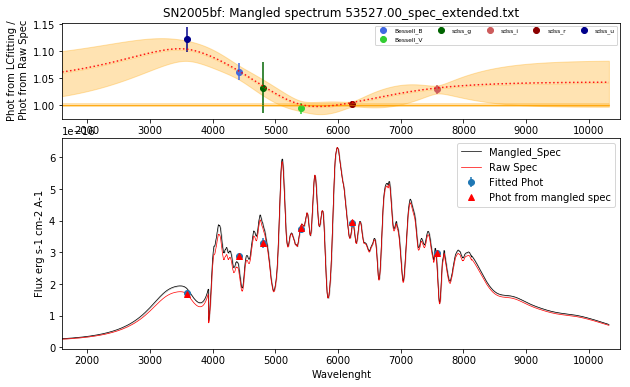 SN2005bf: Mangled spectrum 53527.00_spec_extended.txt
Phot from LCfitting /
Phot from Raw Spec
1.15
1.10
1.05
1.00
Bessell_B
Bessell_V
sdss_g
sdss_i
sdss_r
sdss_u
2000 3000 4000 5000 6000 7000 8000 9000 10000
1e-16
Flux erg s-1 cm-2 A-1
6
5
4
3
2
1
0
Mangled_Spec
Raw Spec
Fitted Phot
Phot from mangled spec
2000 3000 4000 5000 6000 7000 8000 9000 10000
Wavelenght